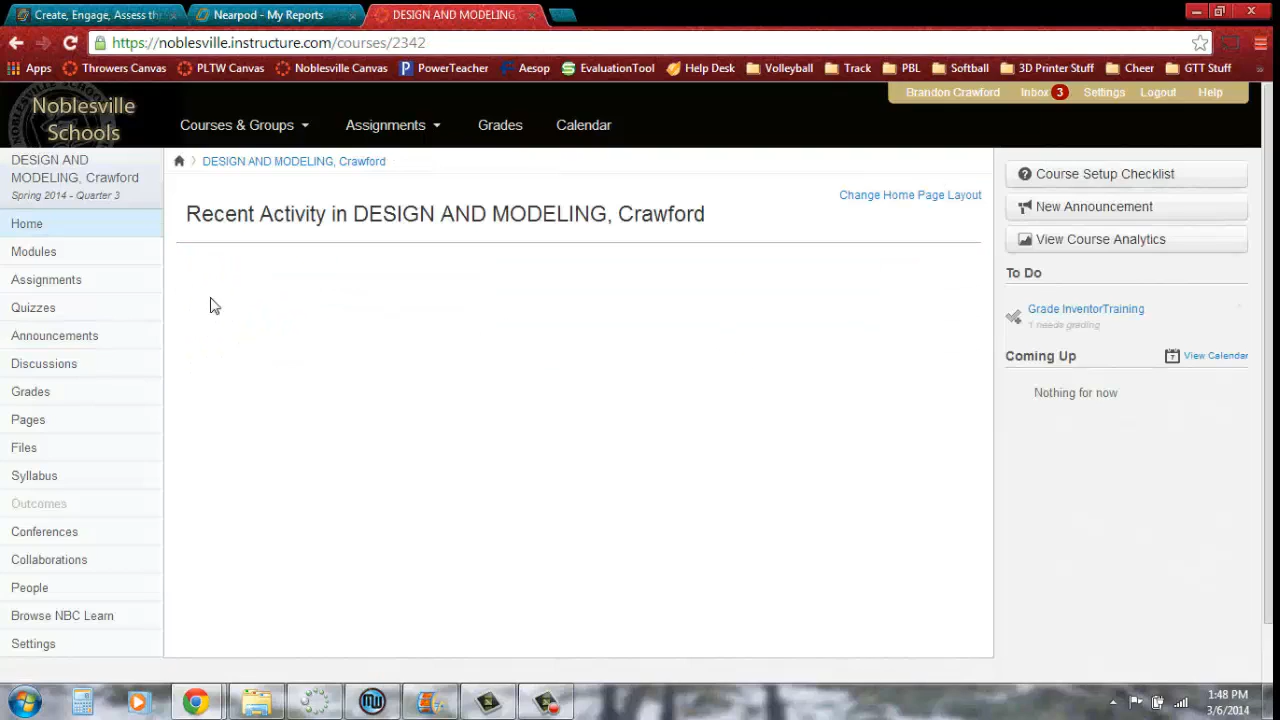 Create, Engage, Assess th
Nearpod - My Reports
DESIGN AND MODELING,
https://noblesville.instructure.com/courses/2342
Apps
Throwers Canvas
PLTW Canvas
Noblesville Canvas
PowerTeacher
Aesop
EvaluationTool
Help Desk
Volleyball
Track
PBL
Softball
3D Printer Stuff
Cheer
GTT Stuff
»
Noblesville
Schools
Brandon Crawford
Inbox 3
Settings
Logout
Help
Courses & Groups
Assignments
Grades
Calendar
DESIGN AND
MODELING, Crawford
Spring 2014 - Quarter 3
Home
Modules
Assignments
Quizzes
Announcements
Discussions
Grades
Pages
Files
Syllabus
Outcomes
Conferences
Collaborations
People
Browse NBC Learn
Settings
DESIGN AND MODELING, Crawford
Change Home Page Layout
Recent Activity in DESIGN AND MODELING, Crawford
Course Setup Checklist
New Announcement
View Course Analytics
To Do
Grade InventorTraining
1 needs grading
Coming Up
View Calendar
Nothing for now
1:48 PM
3/6/2014